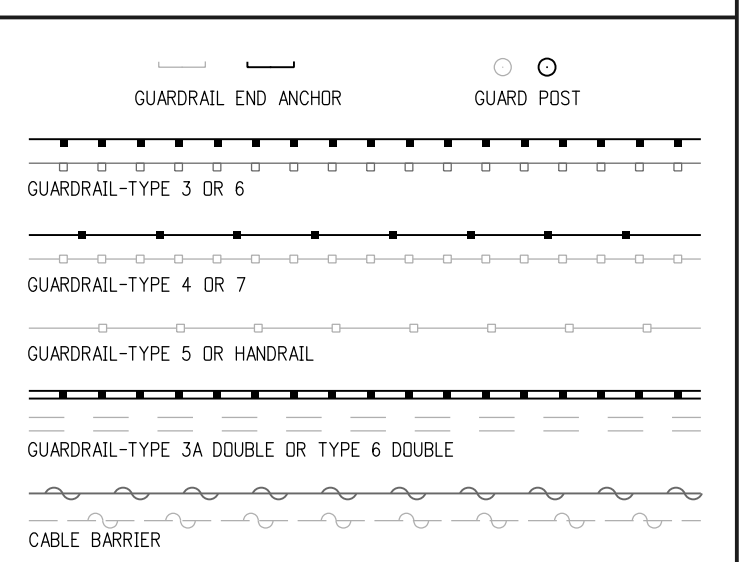 GUARDRAIL END ANCHOR
GUARD POST
GUARDRAIL-TYPE 3 OR 6
GUARDRAIL-TYPE 4 OR 7
GUARDRAIL-TYPE 5 OR HANDRAIL
GUARDRAIL-TYPE 3A DOUBLE OR TYPE 6 DOUBLE
CABLE BARRIER